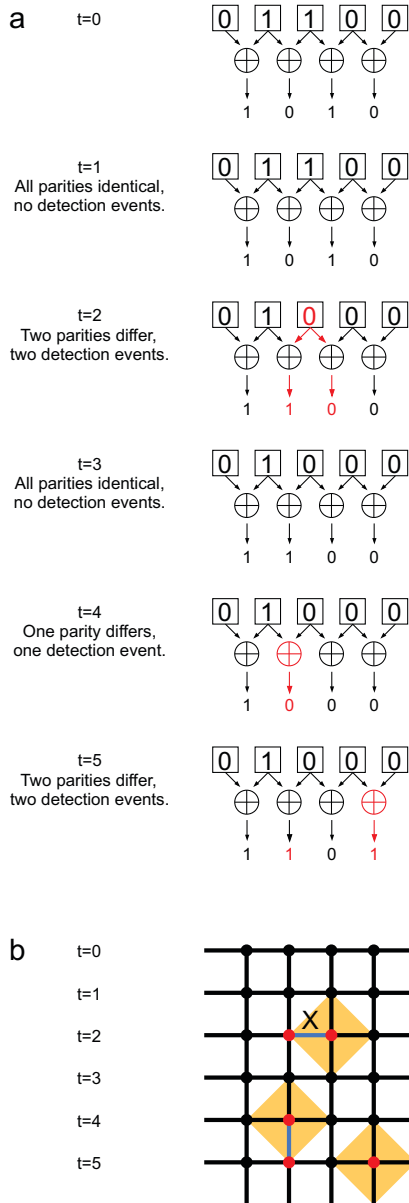 a
t=0
0 1 1 0 0
1 0 1 0
t=1
All parities identical,
no detection events.
0 1 1 0 0
1 0 1 0
t=2
Two parities differ,
two detection events.
0 1 0 0 0
1 1 0 0
t=3
All parities identical,
no detection events.
0 1 0 0 0
1 1 0 0
t=4
One parity differs,
one detection event.
0 1 0 0 0
1 0 0 0
t=5
Two parities differ,
two detection events.
0 1 0 0 0
1 1 0 1
b
t=0
t=1
X
t=2
t=3
t=4
t=5